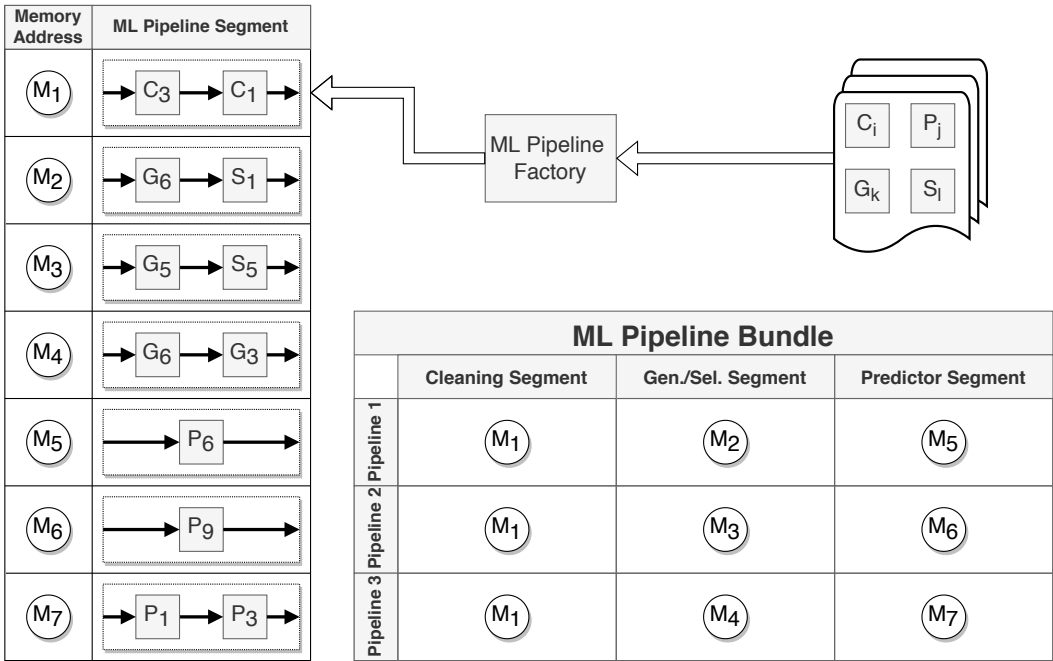 Memory
Address
ML Pipeline Segment
M1
C3 C1
M2
G6 S1
M3
G5 S5
M4
G6 G3
M5
P6
M6
P9
M7
P1 P3
ML Pipeline
Factory
Ci Pj
Gk Sl
ML Pipeline Bundle
Cleaning Segment Gen./Sel. Segment Predictor Segment
Pipeline 1
M1 M2 M5
Pipeline 2
M1 M3 M6
Pipeline 3
M1 M4 M7